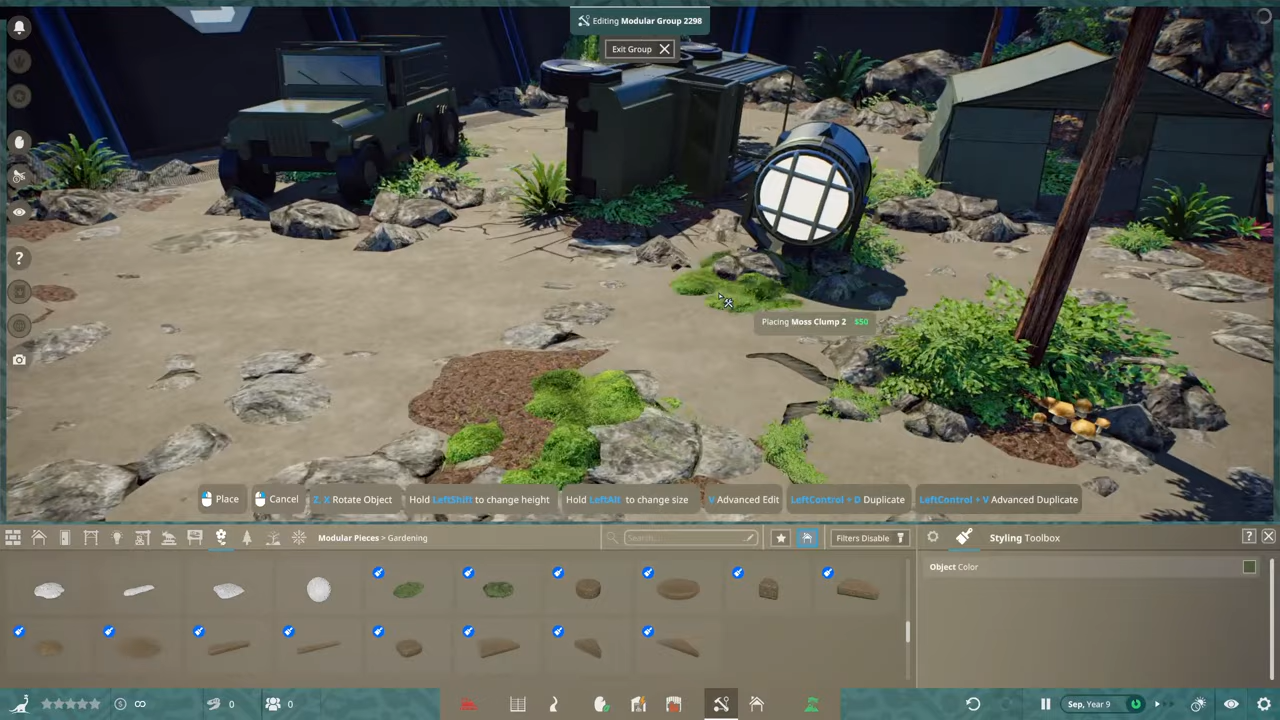 Editing Modular Group 2298
Exit Group
?
Placing Moss Clump 2 $50
Place
Cancel
Z, X Rotate Object
Hold LeftShift to change height
Hold LeftAlt to change size
V Advanced Edit
LeftControl + D Duplicate
LeftControl + V Advanced Duplicate
Modular Pieces > Gardening
Search...
Filters Disable
Styling Toolbox
?
Object Color
∞
0
0
Sep, Year 9